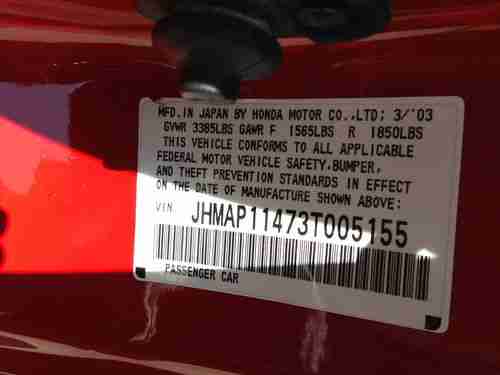 MFD.IN JAPAN BY HONDA MOTOR CO.,LTD; 3/'03
GVWR 3385LBS GAWR F 1565LBS R 1850LBS
THIS VEHICLE CONFORMS TO ALL APPLICABLE
FEDERAL MOTOR VEHICLE SAFETY,BUMPER,
AND THEFT PREVENTION STANDARDS IN EFFECT
ON THE DATE OF MANUFACTURE SHOWN ABOVE:
VIN: JHMAP11473T005155
PASSENGER CAR